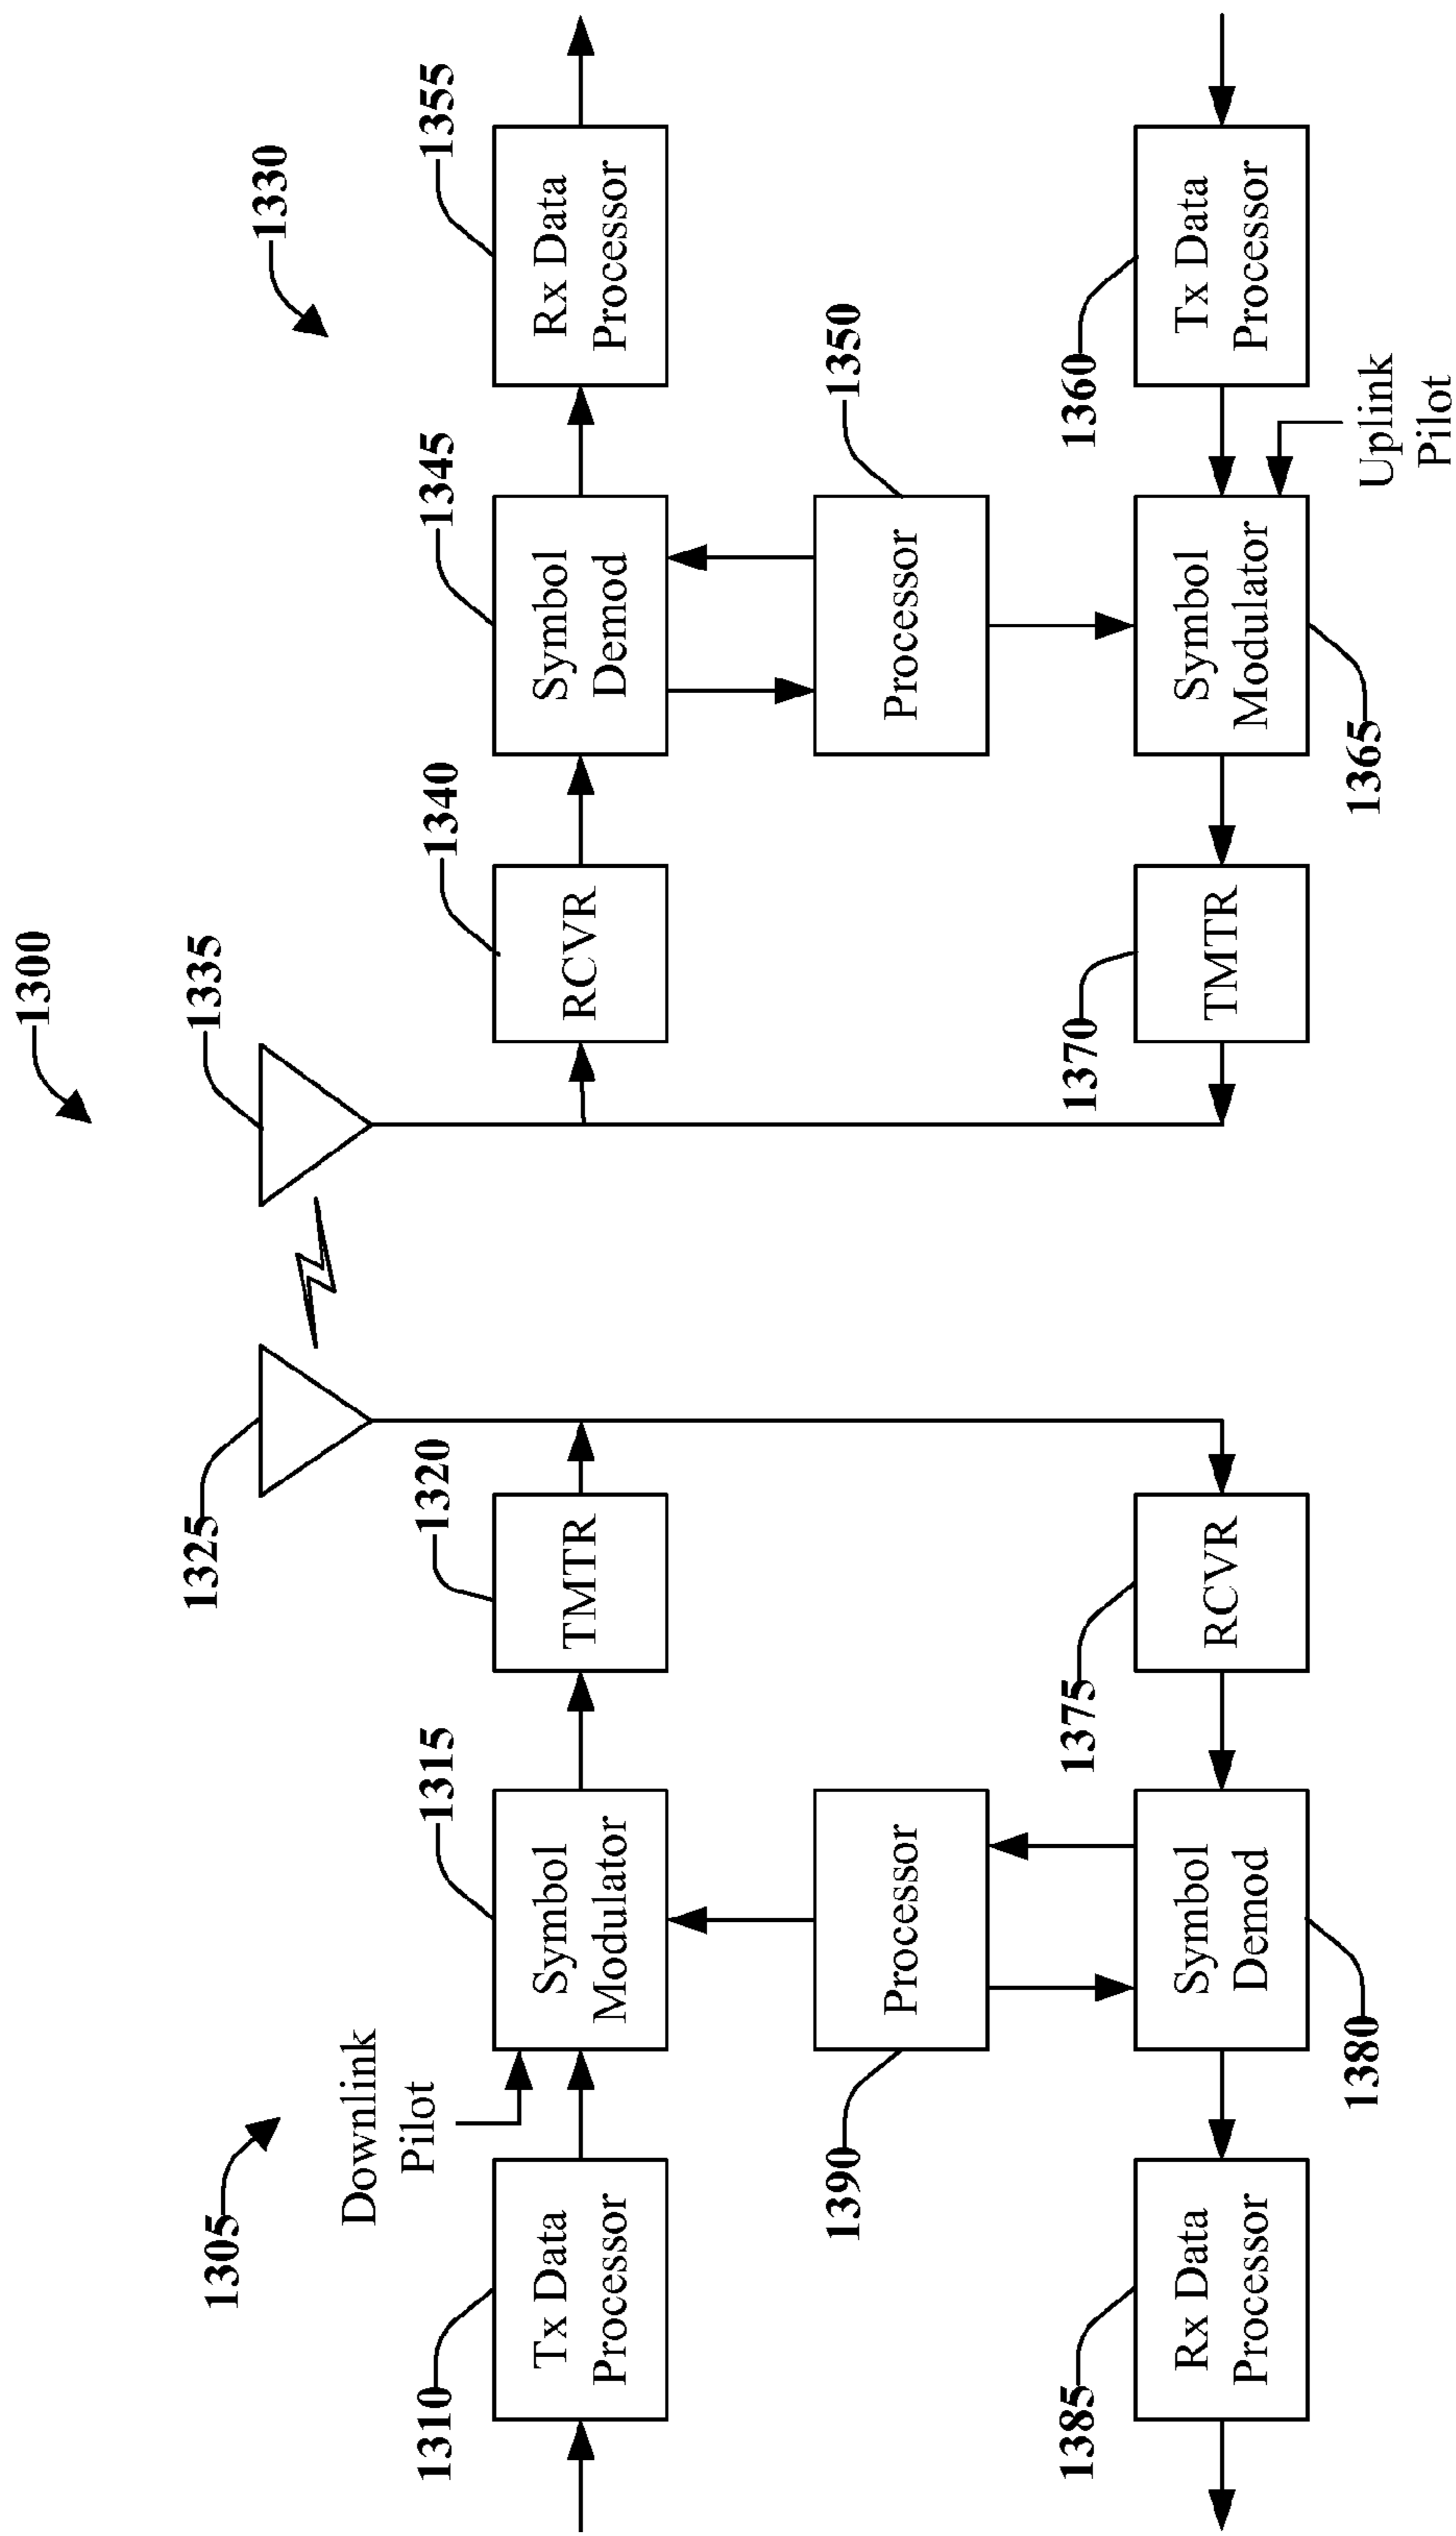 1300
1305
1325
1335
1330
Downlink
Pilot
1310
1315
1320
1340
1345
1355
Tx Data
Processor
Symbol
Modulator
TMTR
RCVR
Symbol
Demod
Rx Data
Processor
1390
Processor
Processor
1350
1385
1375
1370
1360
Rx Data
Processor
Symbol
Demod
RCVR
TMTR
Symbol
Modulator
Tx Data
Processor
1380
1365
Uplink
Pilot